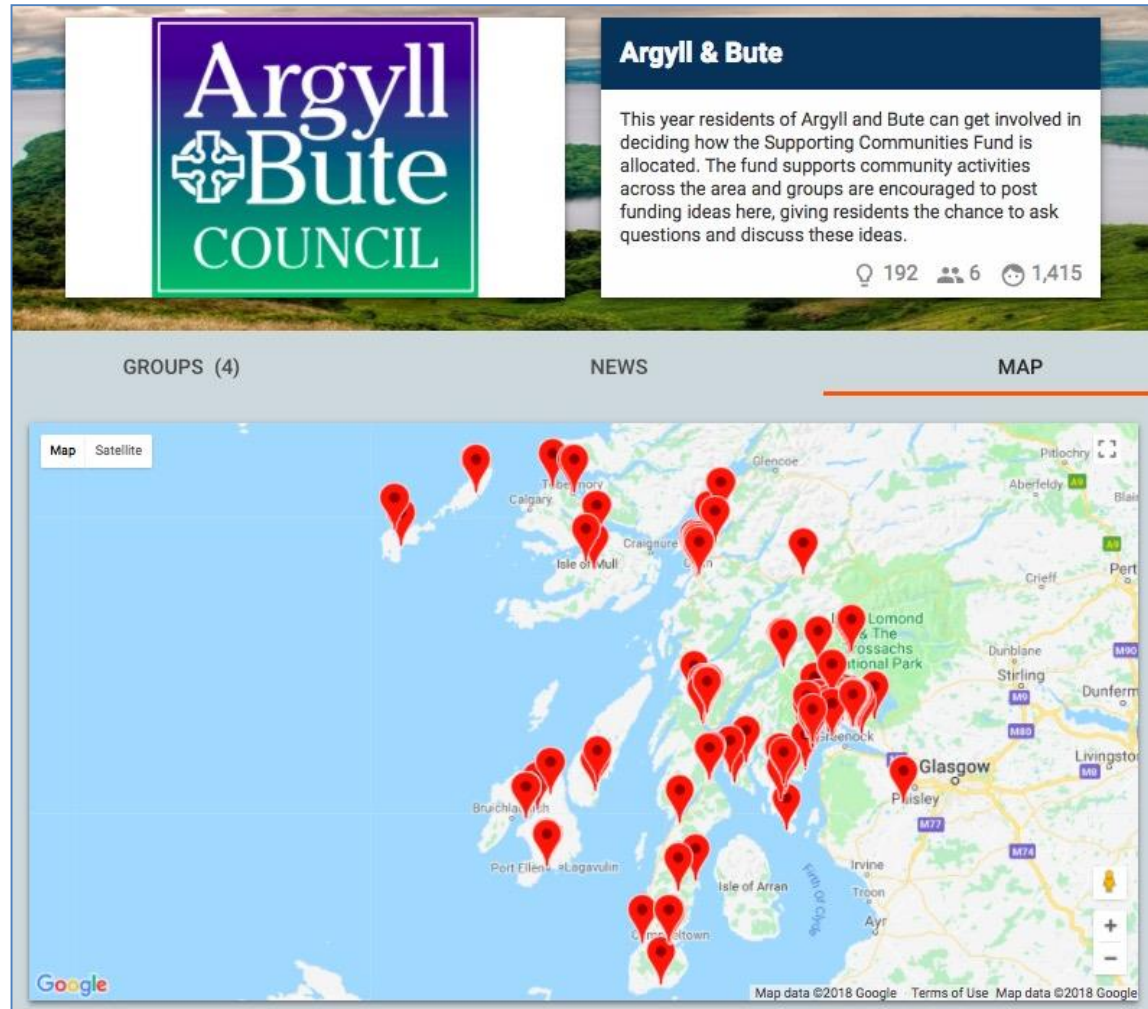 Argyll
Bute
COUNCIL
Argyll & Bute
This year residents of Argyll and Bute can get involved in
deciding how the Supporting Communities Fund is
allocated. The fund supports community activities
across the area and groups are encouraged to post
funding ideas here, giving residents the chance to ask
questions and discuss these ideas.
192 6 1,415
GROUPS (4)
NEWS
MAP
Map Satellite
Glencoe
Pitlochry
Aberfeldy
A9
Calgary
Craignure
A9
Isle of Mull
Crieff
Lomond
& The
Dunblane
M90
Stirling
M9
M80
Greenock
Glasgow
M8
Paisley
M77
M74
Port Ellen
Lagavulin
Isle of Arran
Irvine
Firth Of Clyde
Troon
Ayr
Google
Map data ©2018 Google Terms of Use Map data ©2018 Google